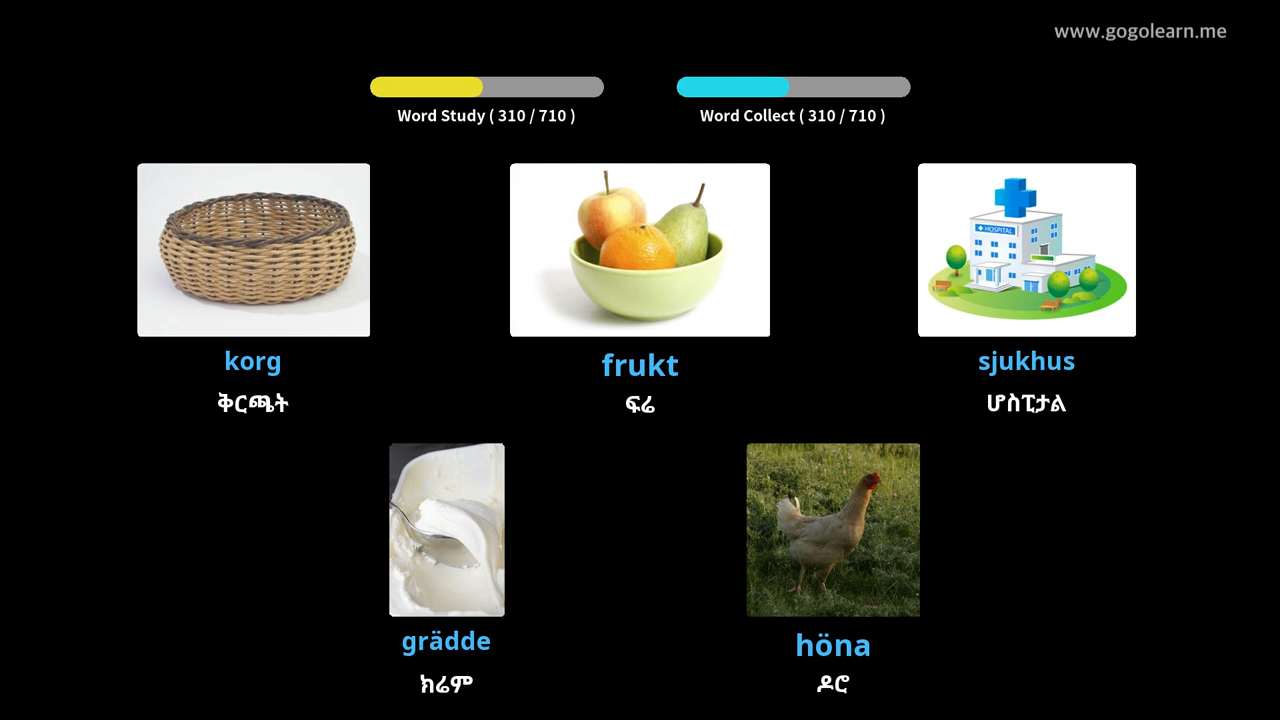 www.gogolearn.me
Word Study ( 310 / 710 )
Word Collect ( 310 / 710 )
HOSPITAL
korg
frukt
sjukhus
ቅርጫት
ፍሬ
ሆስፒታል
grädde
höna
ክሬም
ዶሮ